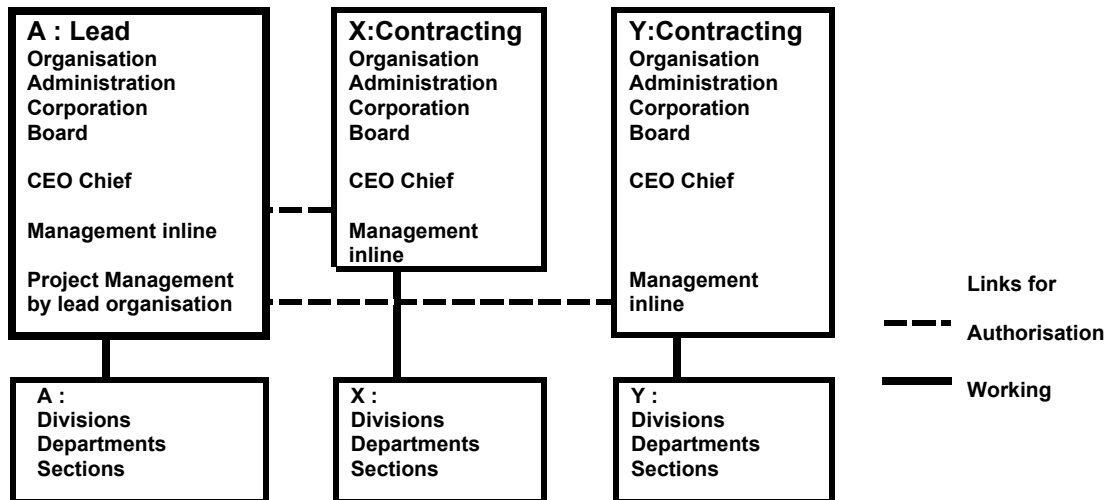 A : Lead
Organisation
Administration
Corporation
Board
CEO Chief
Management inline
Project Management
by lead organisation
X:Contracting
Organisation
Administration
Corporation
Board
CEO Chief
Management
inline
Y:Contracting
Organisation
Administration
Corporation
Board
CEO Chief
Management
inline
Links for
Authorisation
Working
A :
Divisions
Departments
Sections
X :
Divisions
Departments
Sections
Y :
Divisions
Departments
Sections